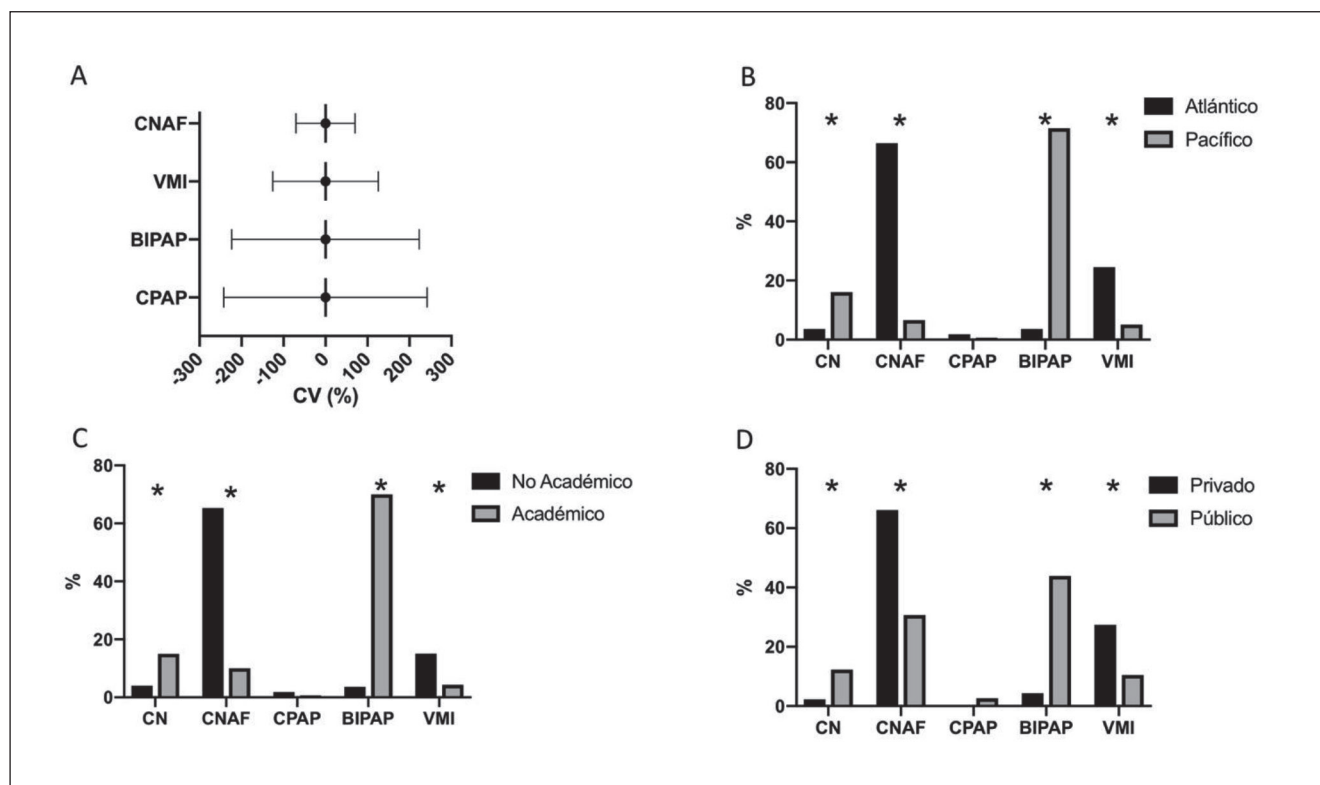 A
CNAF
VMI
BIPAP
CPAP
-300 -200 -100 0 100 200 300
CV (%)
B
80
60
40
20
0
%
* * * *
CN CNAF CPAP BIPAP VMI
Atlántico
Pacífico
C
80
60
40
20
0
%
* * * *
CN CNAF CPAP BIPAP VMI
No Académico
Académico
D
80
60
40
20
0
%
* * * *
CN CNAF CPAP BIPAP VMI
Privado
Público